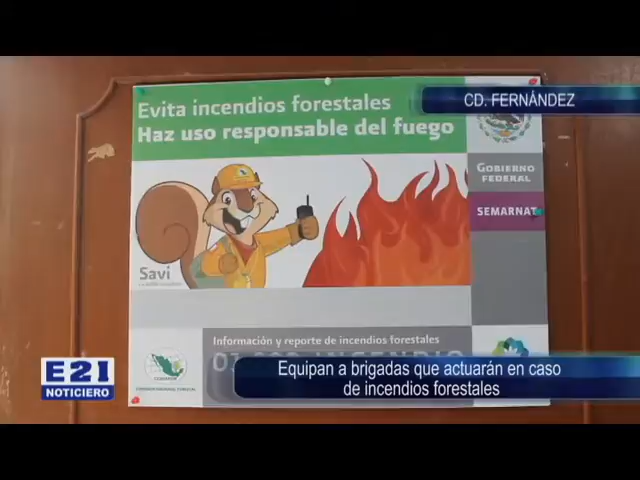 CD. FERNÁNDEZ
Evita incendios forestales
Haz uso responsable del fuego
GOBIERNO
FEDERAL
SEMARNAT
Savi
Información y reporte de incendios forestales
INCENDIO
E21
NOTICIERO
Equipan a brigadas que actuarán en caso
de incendios forestales